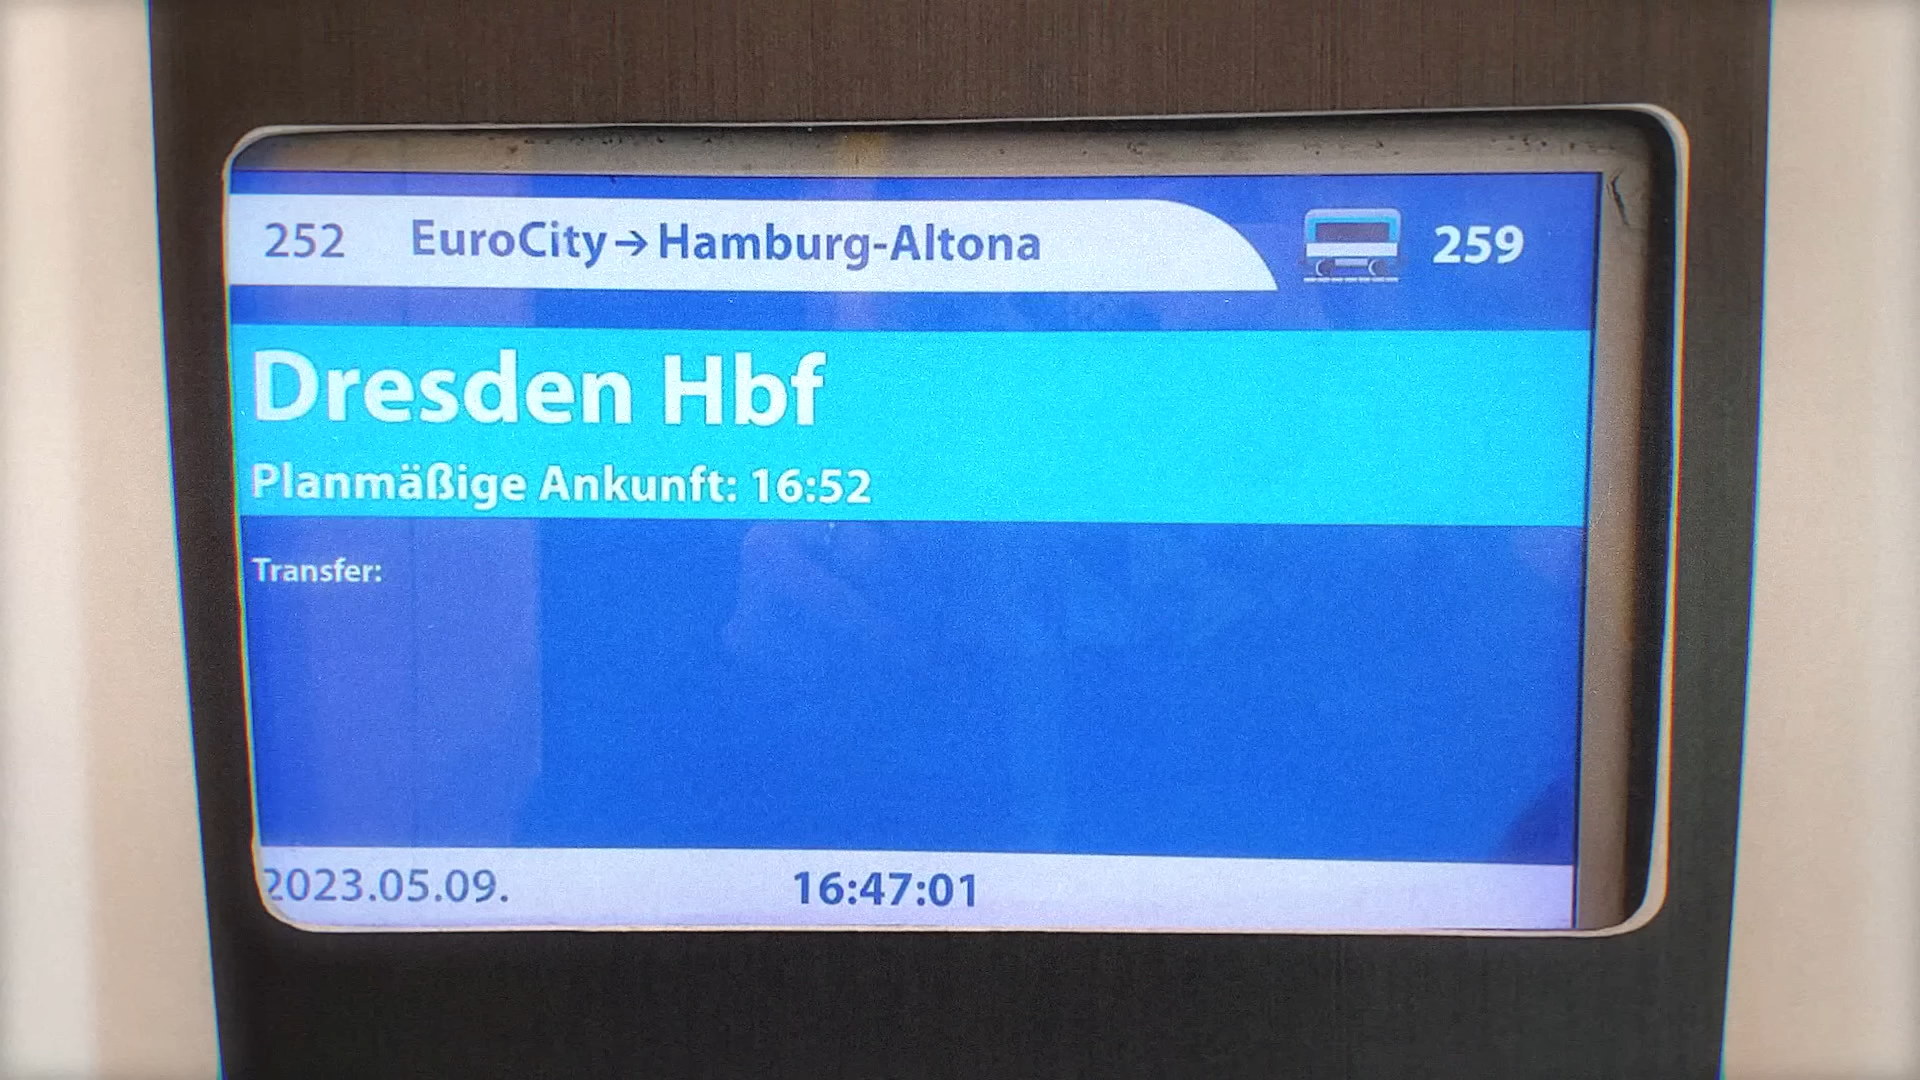 252 EuroCity→Hamburg-Altona 259
Dresden Hbf
Planmäßige Ankunft: 16:52
Transfer:
2023.05.09. 16:47:01